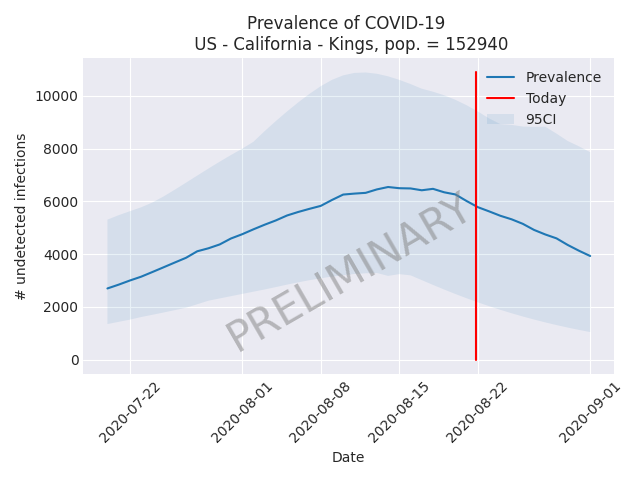 Prevalence of COVID-19
US - California - Kings, pop. = 152940
# undetected infections
10000
8000
6000
4000
2000
0
Prevalence
Today
95CI
PRELIMINARY
2020-07-22
2020-08-01
2020-08-08
2020-08-15
2020-08-22
2020-09-01
Date